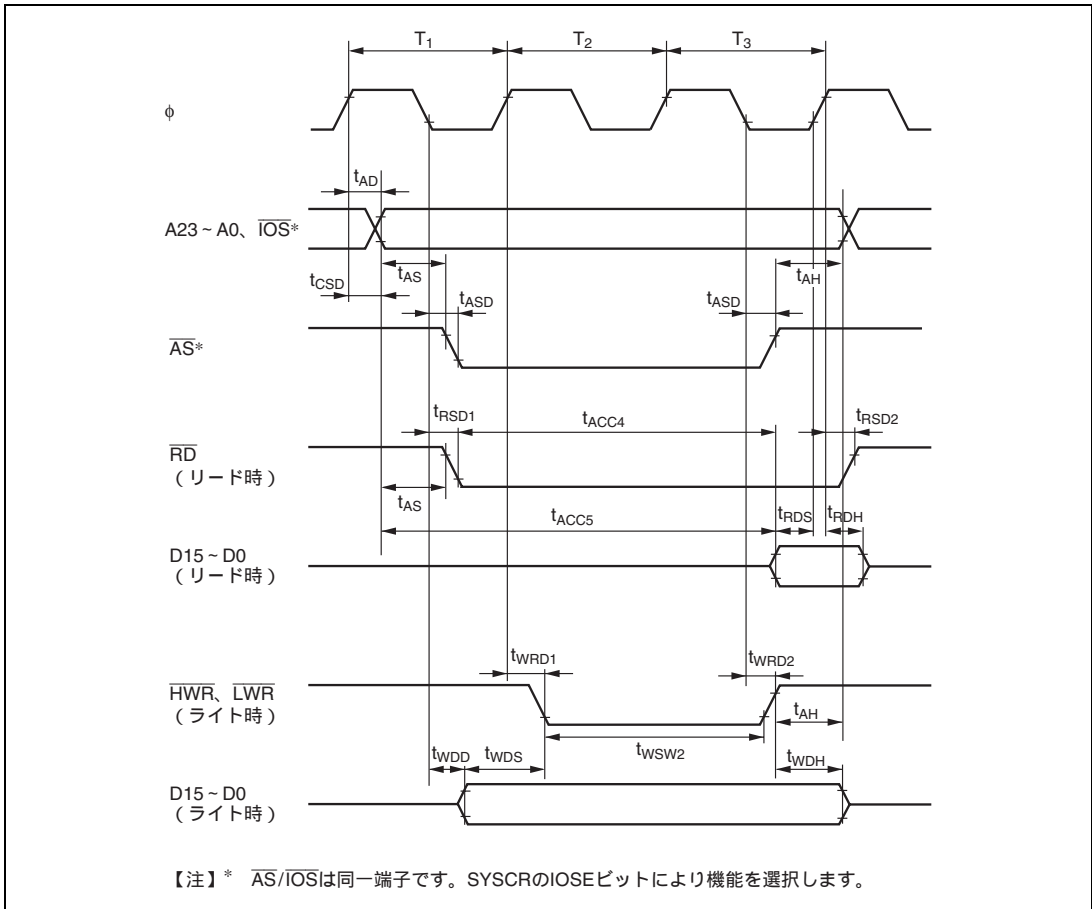 T1 T2 T3
φ
tAD
A23～A0、IOS*
tAS tAH
tCSD tASD tASD
AS*
tRSD1 tACC4 tRSD2
RD
（リード時）
tAS
tACC5 tRDS tRDH
D15～D0
（リード時）
tWRD1 tWRD2
HWR、LWR
（ライト時）
tAH
tWSW2
tWDD tWDS tWDH
D15～D0
（ライト時）
【注】* AS/IOSは同一端子です。SYSCRのIOSEビットにより機能を選択します。